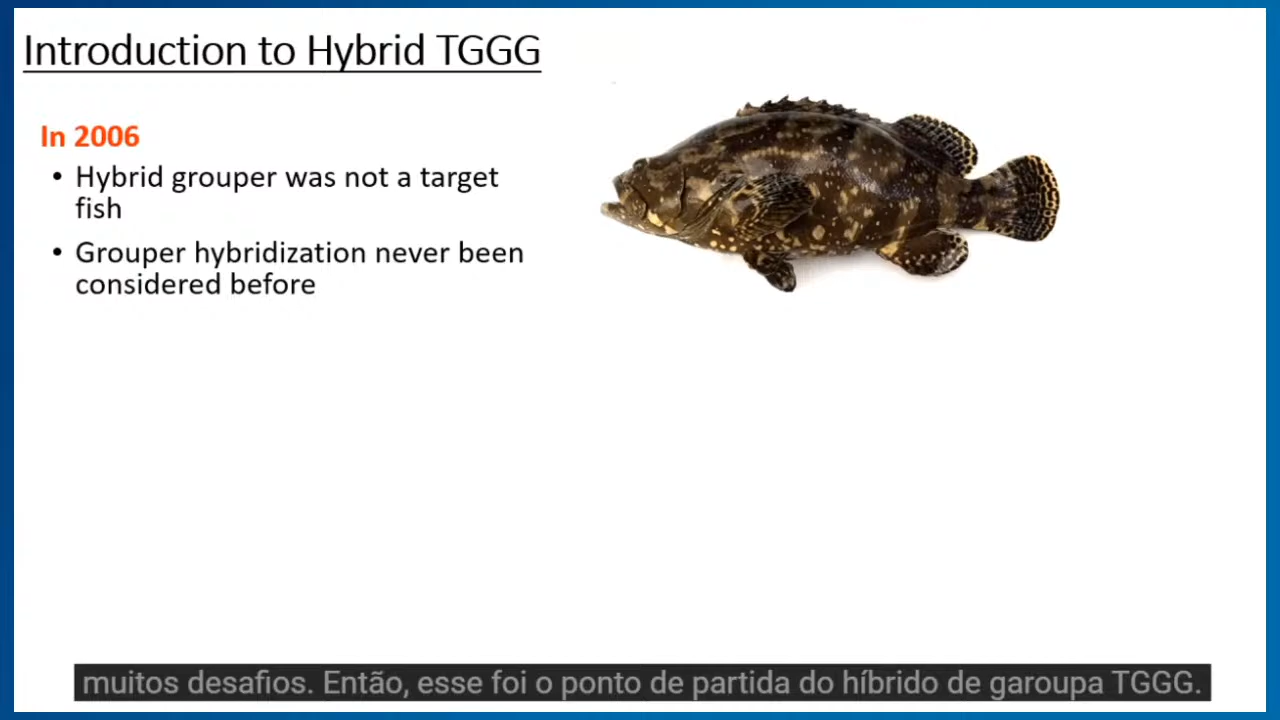 Introduction to Hybrid TGGG
In 2006
• Hybrid grouper was not a target
fish
• Grouper hybridization never been
considered before
muitos desafios. Então, esse foi o ponto de partida do híbrido de garoupa TGGG.